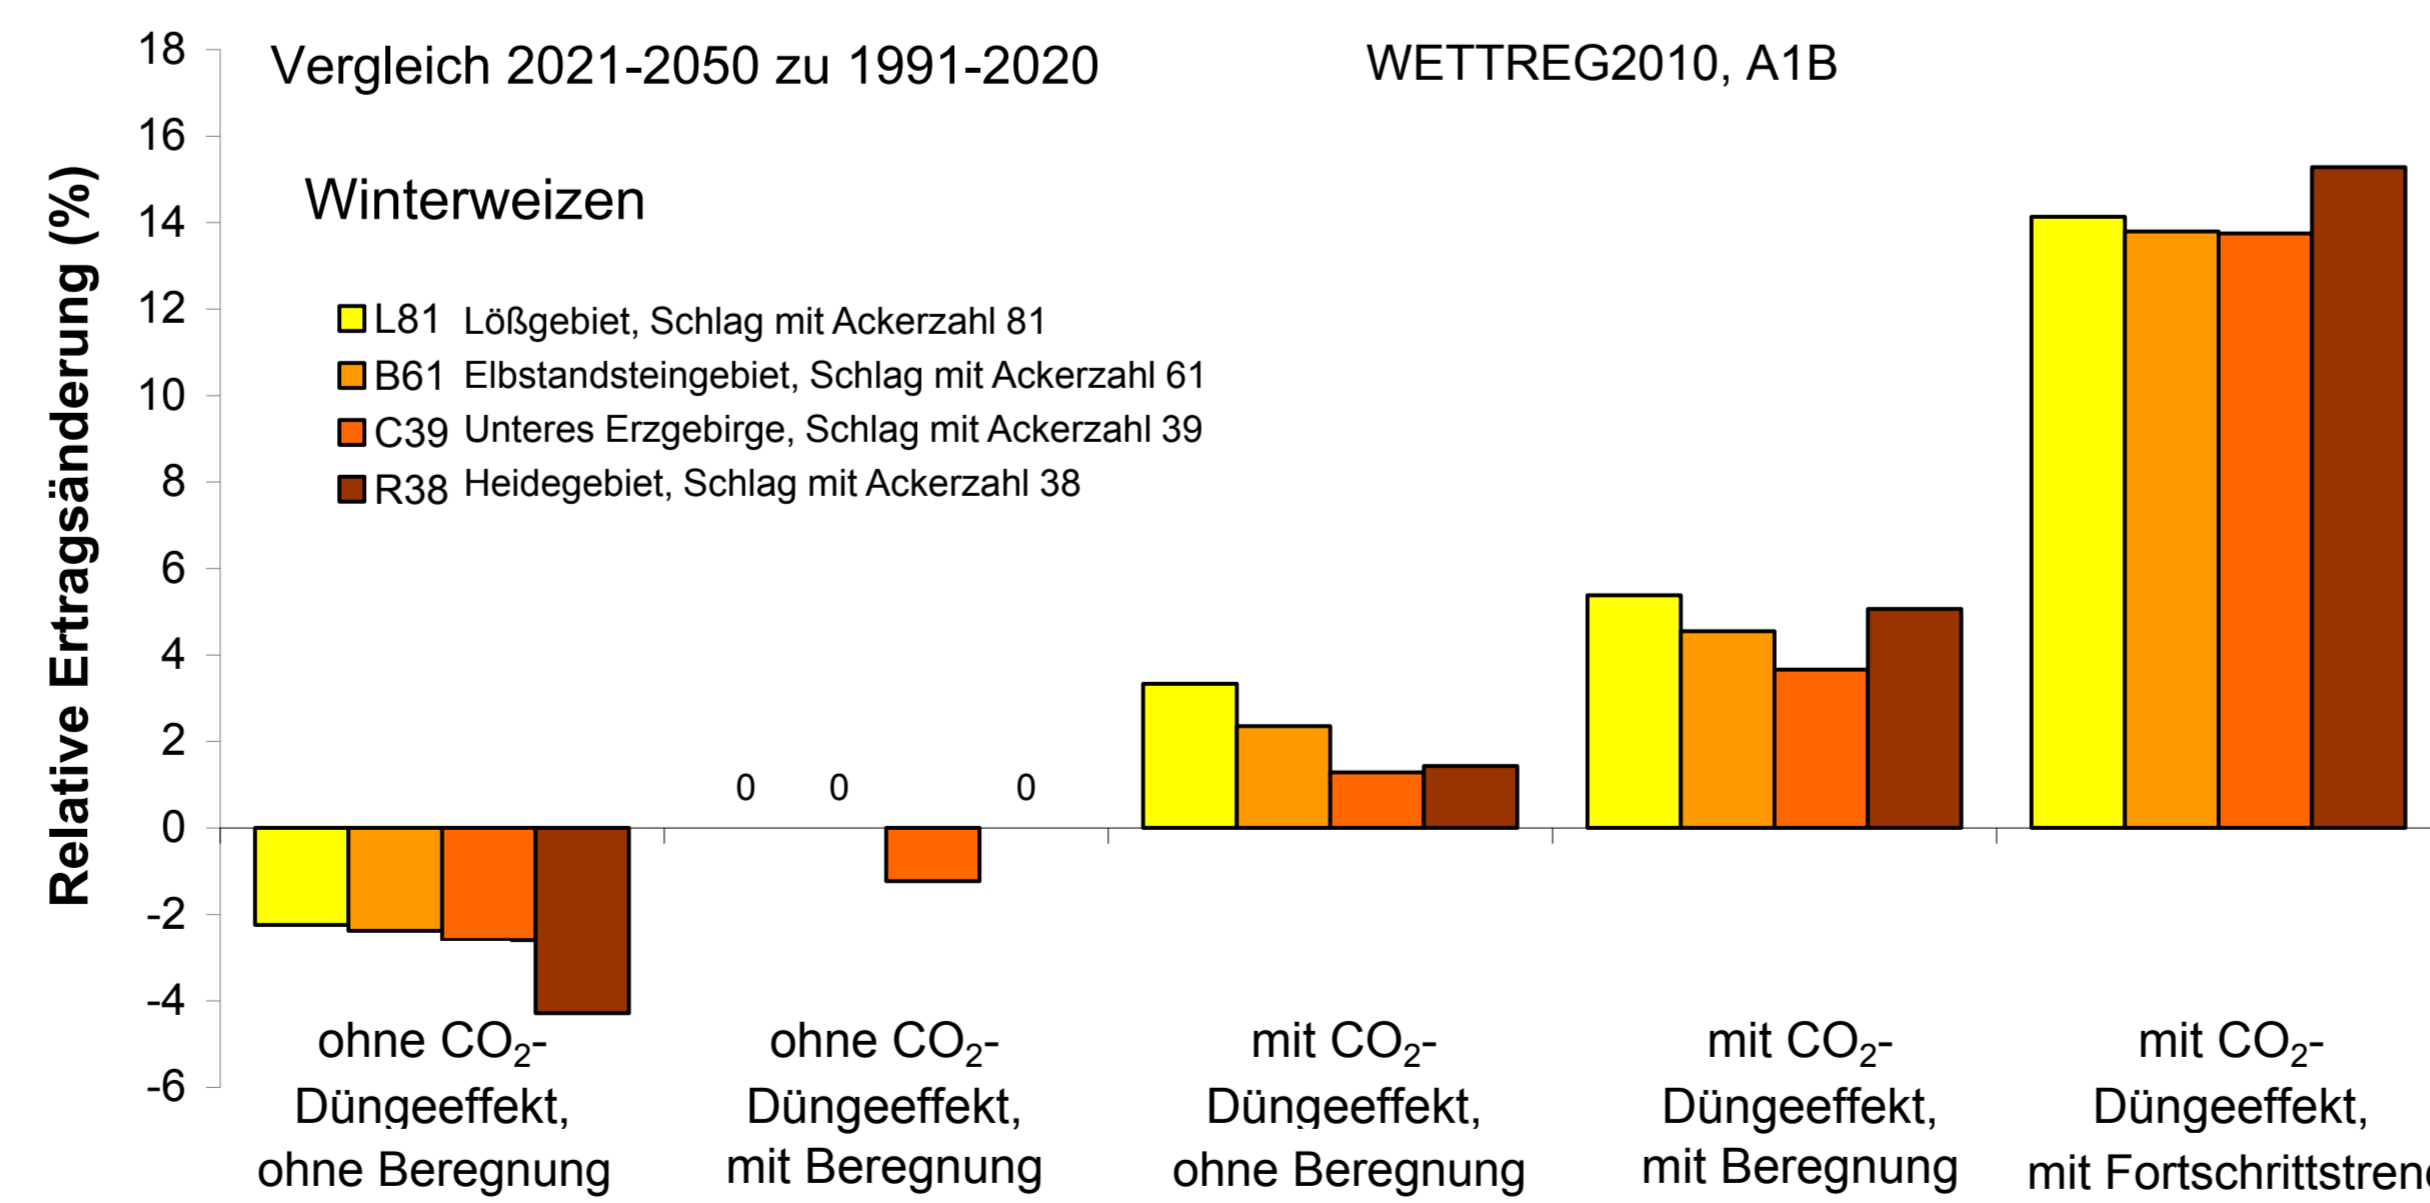 Vergleich 2021-2050 zu 1991-2020
WETTREG2010, A1B
Winterweizen
L81 Lößgebiet, Schlag mit Ackerzahl 81
B61 Elbstandsteingebiet, Schlag mit Ackerzahl 61
C39 Unteres Erzgebirge, Schlag mit Ackerzahl 39
R38 Heidegebiet, Schlag mit Ackerzahl 38
Relative Ertragsänderung (%)
18
16
14
12
10
8
6
4
2
0
-2
-4
-6
0 0 0
ohne CO₂-
Düngeeffekt,
ohne Beregnung
ohne CO₂-
Düngeeffekt,
mit Beregnung
mit CO₂-
Düngeeffekt,
ohne Beregnung
mit CO₂-
Düngeeffekt,
mit Beregnung
mit CO₂-
Düngeeffekt,
mit Fortschrittstren